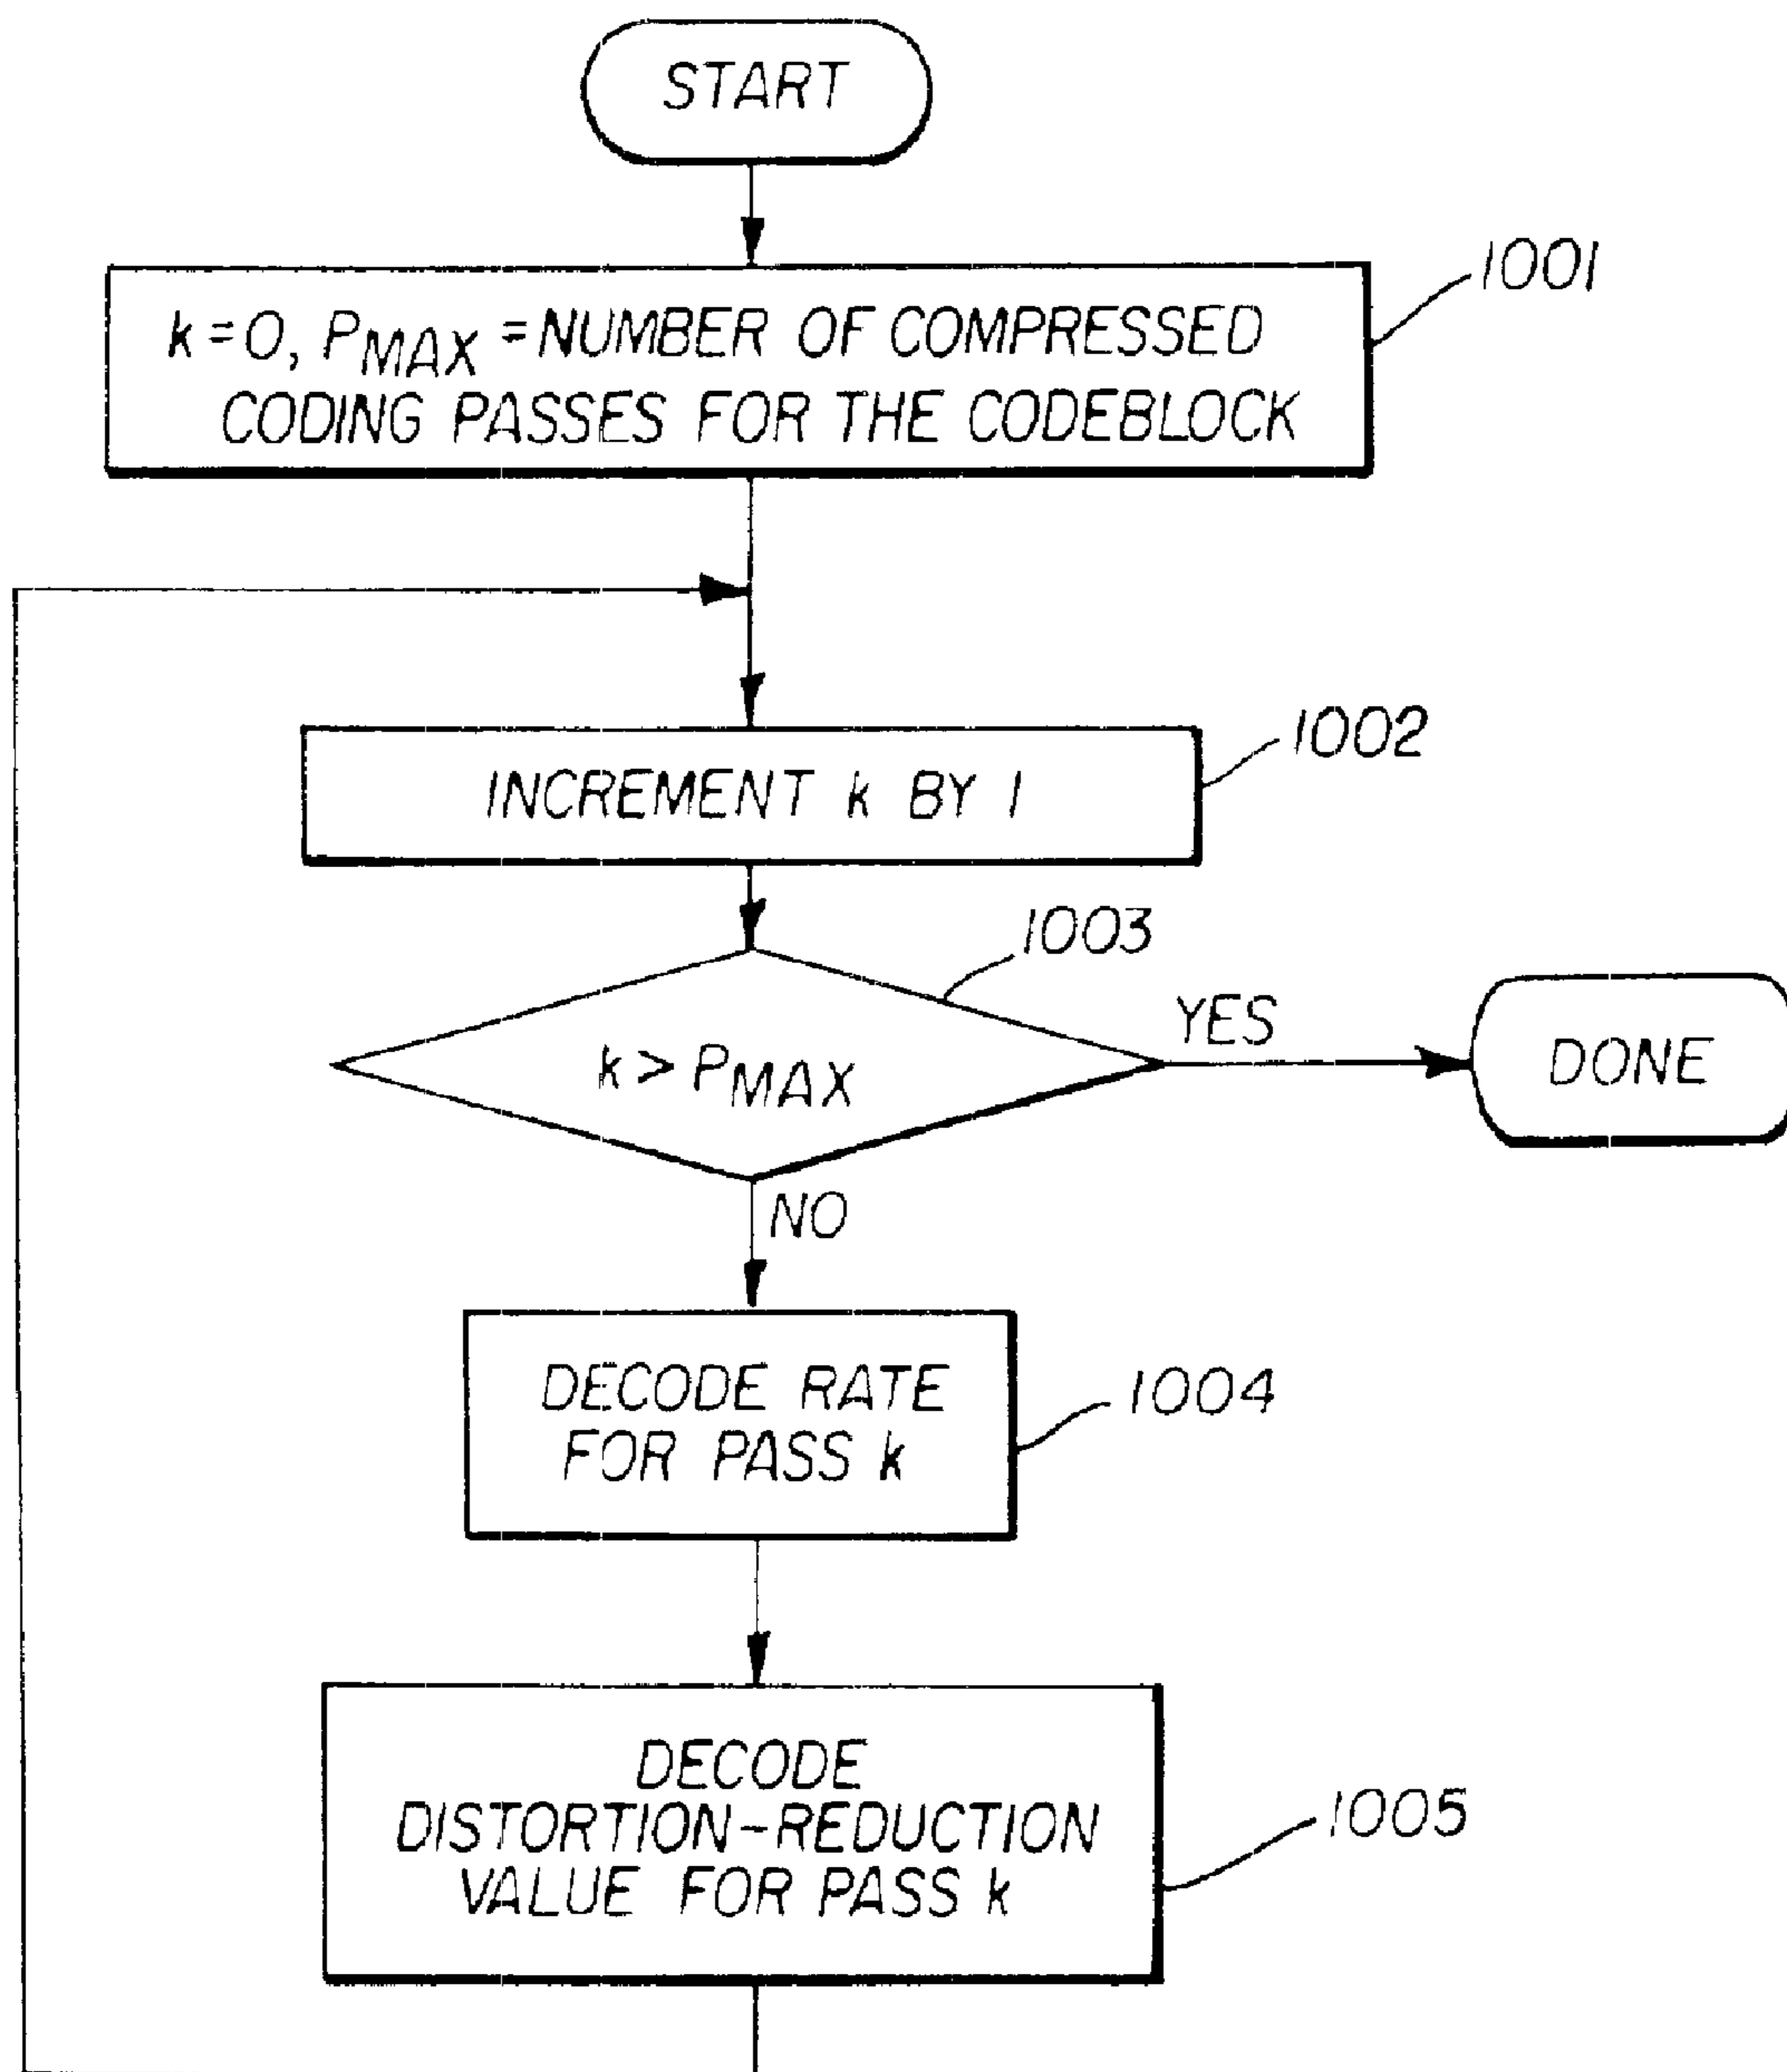 START
1001
k=0, PMAX=NUMBER OF COMPRESSED
CODING PASSES FOR THE CODEBLOCK
1002
INCREMENT k BY 1
1003
YES
k > PMAX
DONE
NO
DECODE RATE
FOR PASS k
1004
DECODE
DISTORTION-REDUCTION
VALUE FOR PASS k
1005